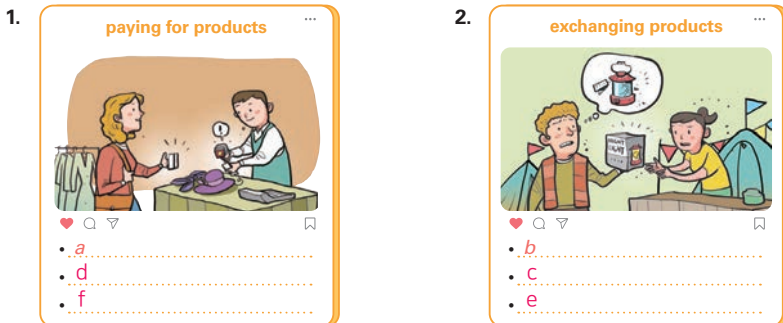 1.
paying for products
a
d
f
2.
exchanging products
b
c
e